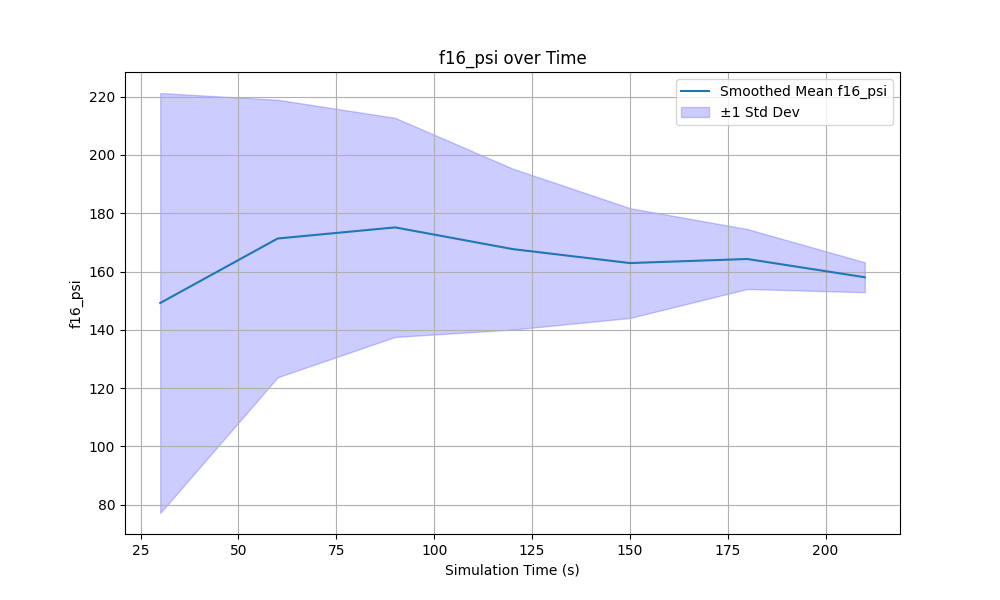 f16_psi over Time
Smoothed Mean f16_psi
±1 Std Dev
f16_psi
220
200
180
160
140
120
100
80
25 50 75 100 125 150 175 200
Simulation Time (s)